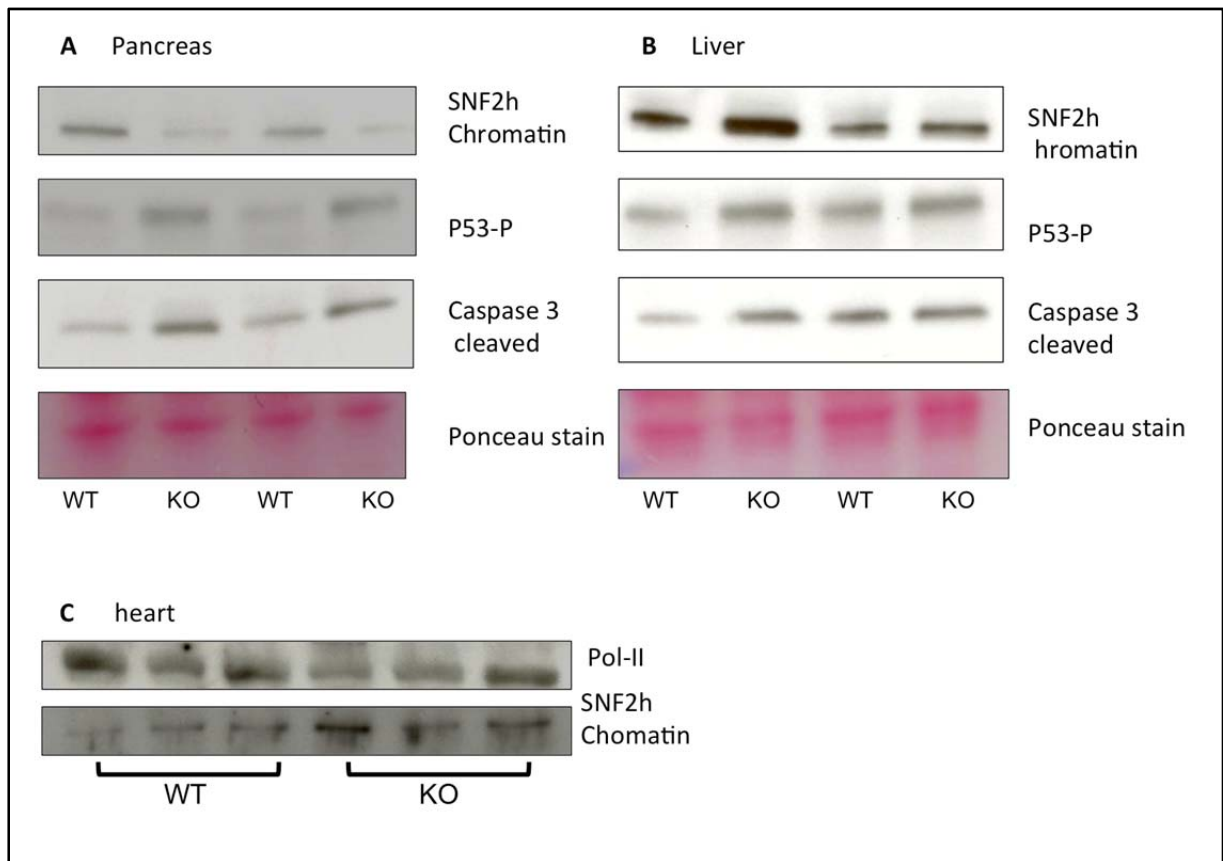 A Pancreas
SNF2h
Chromatin
P53-P
Caspase 3
cleaved
Ponceau stain
WT KO WT KO
B Liver
SNF2h
hromatin
P53-P
Caspase 3
cleaved
Ponceau stain
WT KO WT KO
C heart
Pol-II
SNF2h
Chomatin
WT KO